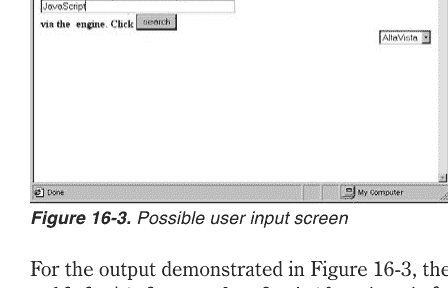 JavaScript
via the engine. Click search
AltaVista
Done
My Computer
Figure 16-3. Possible user input screen
For the output demonstrated in Figure 16-3, the